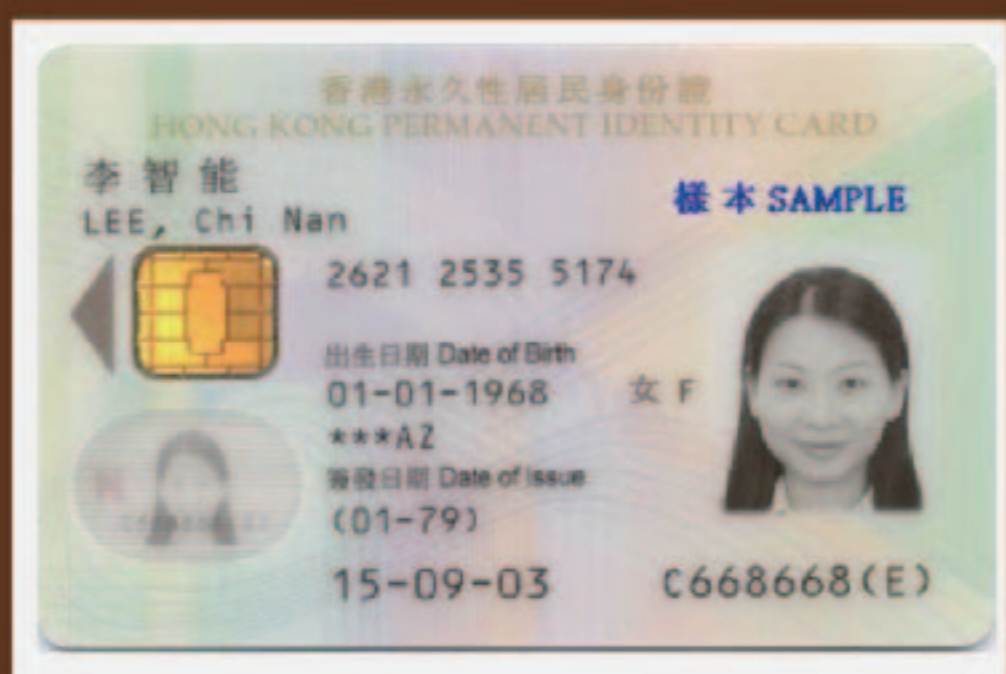 香港永久性居民身份證
HONG KONG PERMANENT IDENTITY CARD
李智能
LEE, Chi Nan
樣本 SAMPLE
2621 2535 5174
出生日期 Date of Birth
01-01-1968 女 F
***AZ
簽發日期 Date of Issue
(01-79)
15-09-03 C668668(E)